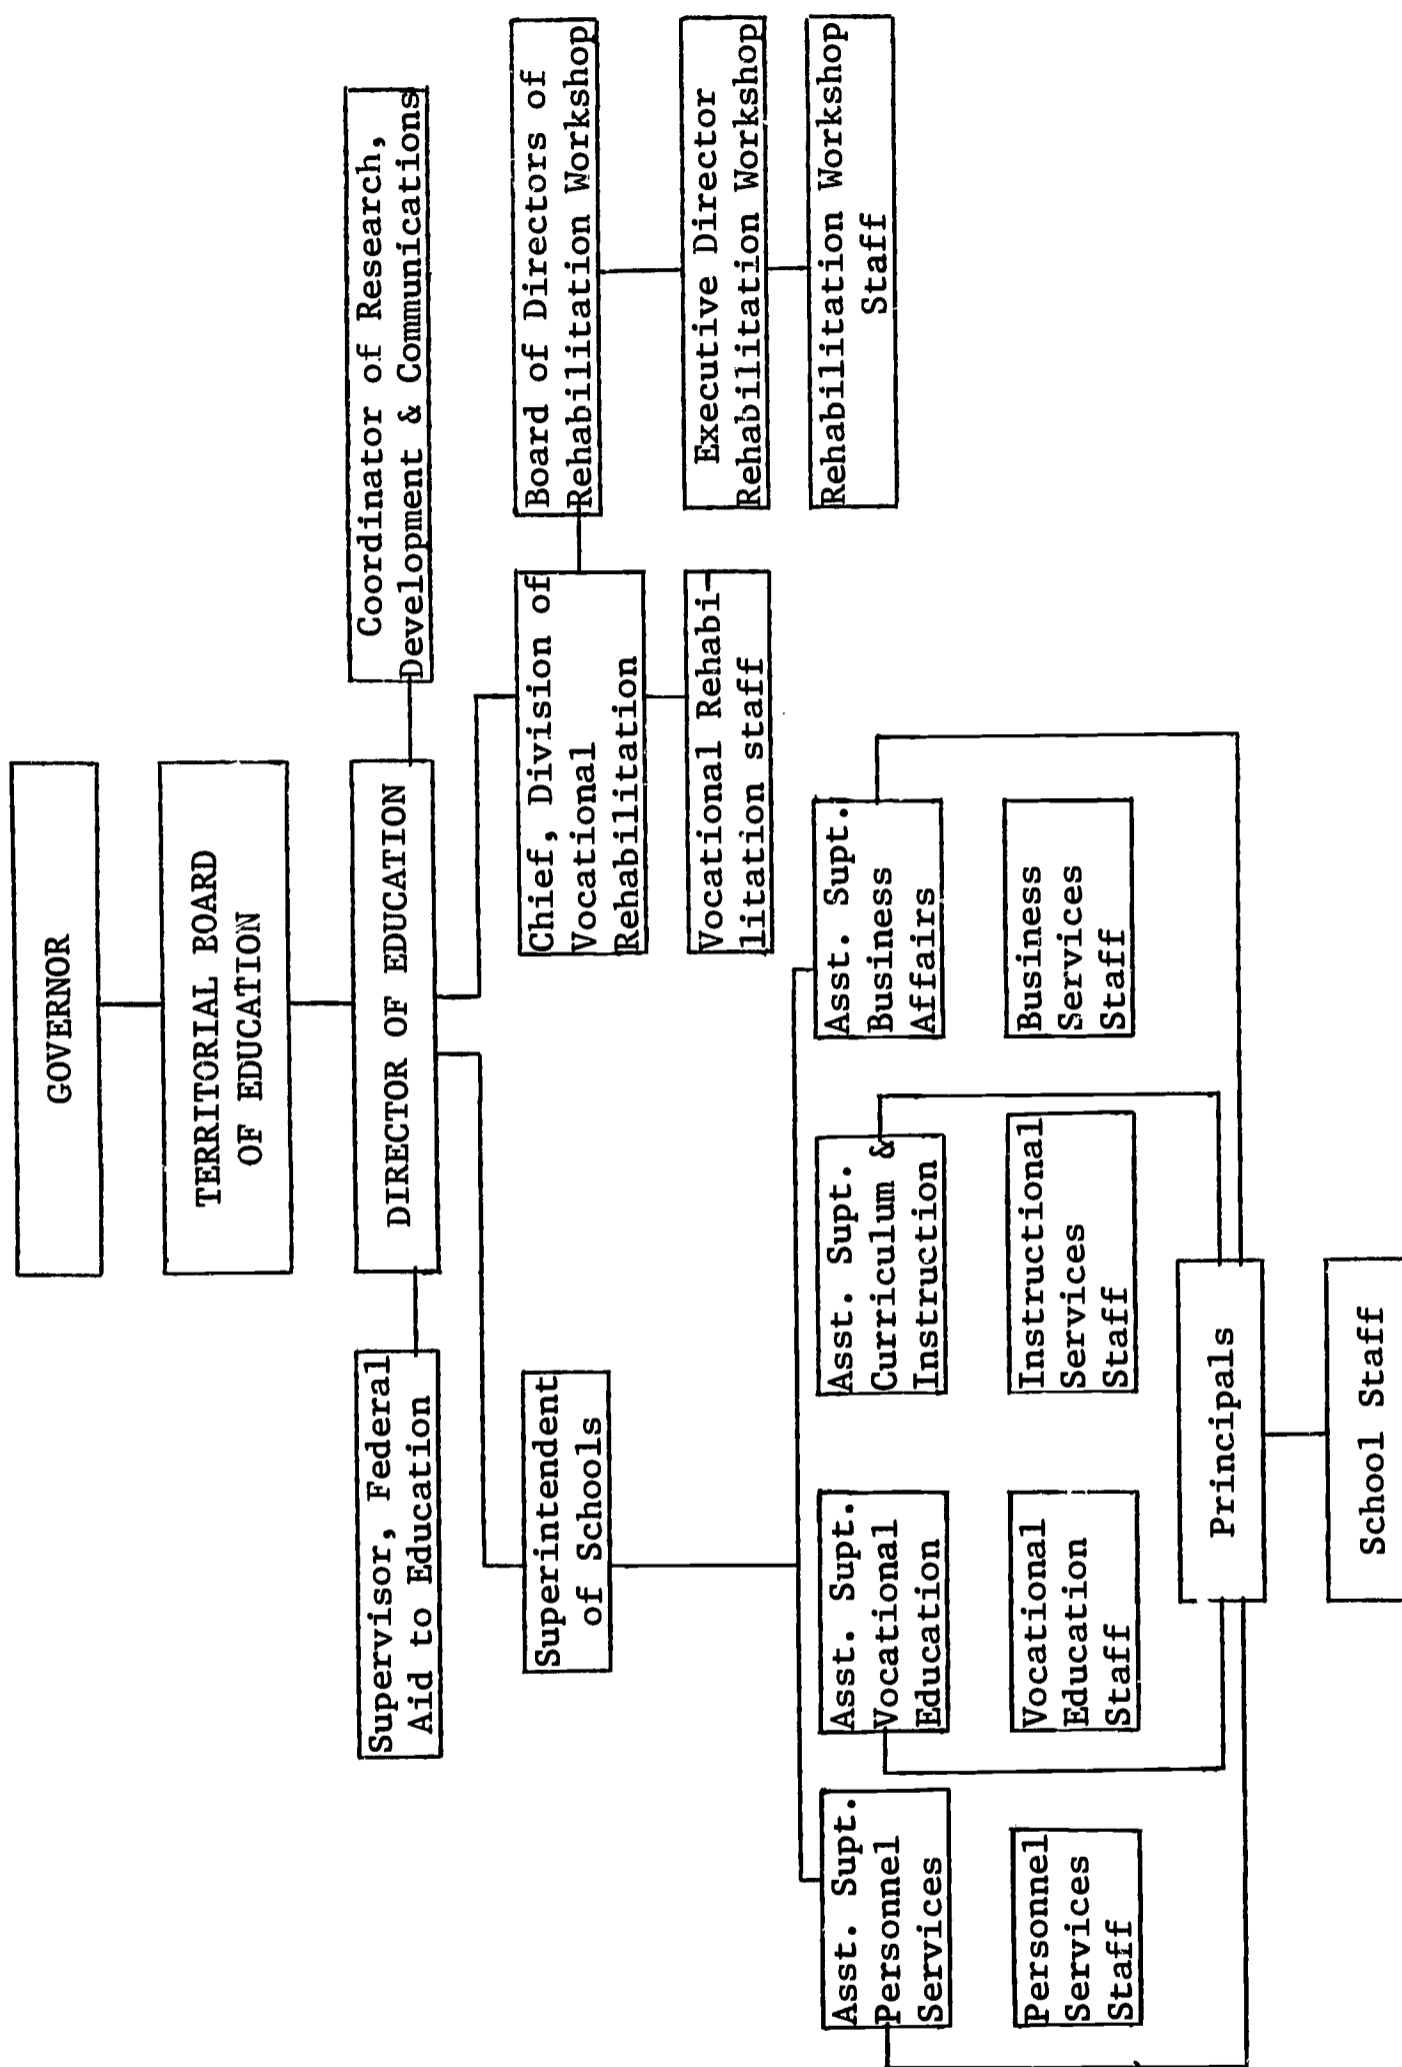 GOVERNOR
TERRITORIAL BOARD
OF EDUCATION
Supervisor, Federal
Aid to Education
DIRECTOR OF EDUCATION
Coordinator of Research,
Development & Communications
Superintendent
of Schools
Chief, Division of
Vocational
Rehabilitation
Board of Directors of
Rehabilitation Workshop
Vocational Rehabi-
litation staff
Executive Director
Rehabilitation Workshop
Rehabilitation Workshop
Staff
Asst. Supt.
Personnel
Services
Asst. Supt.
Vocational
Education
Asst. Supt.
Curriculum &
Instruction
Asst. Supt.
Business
Affairs
Personnel
Services
Staff
Vocational
Education
Staff
Instructional
Services
Staff
Business
Services
Staff
Principals
School Staff